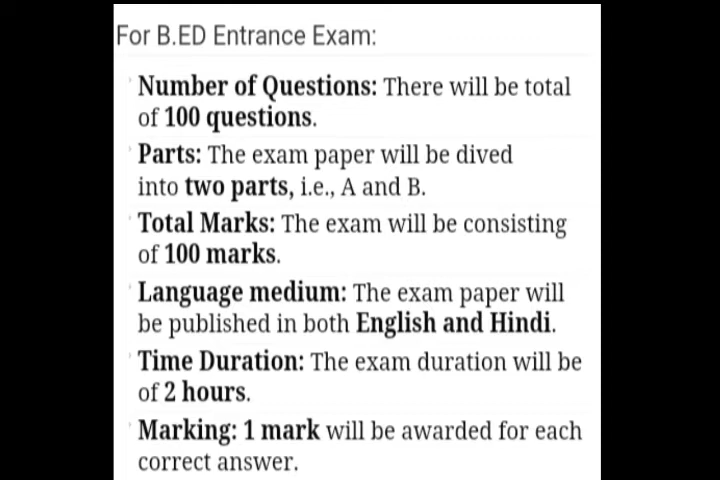 For B.ED Entrance Exam:
Number of Questions: There will be total
of 100 questions.
Parts: The exam paper will be dived
into two parts, i.e., A and B.
Total Marks: The exam will be consisting
of 100 marks.
Language medium: The exam paper will
be published in both English and Hindi.
Time Duration: The exam duration will be
of 2 hours.
Marking: 1 mark will be awarded for each
correct answer.